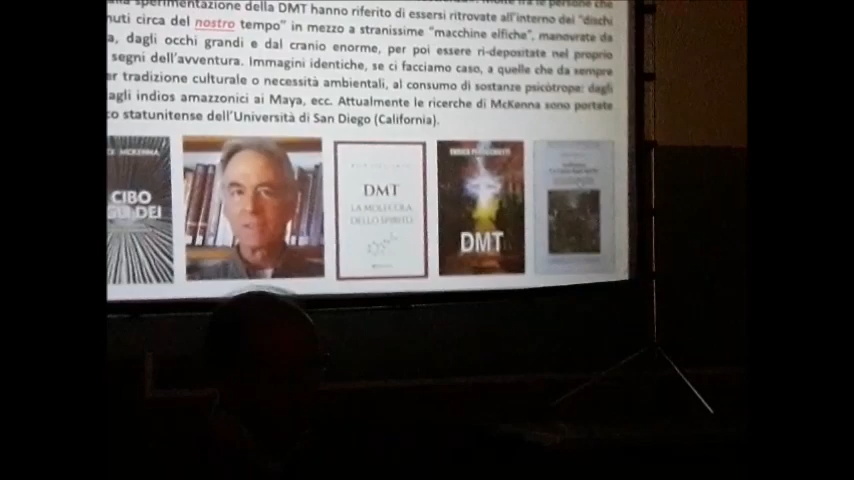 sperimentazione della DMT hanno riferito di essersi ritrovate all'interno dei "dischi
nuti circa del nostro tempo" in mezzo a stranissime "macchine elfiche", manovrate da
a, dagli occhi grandi e dal cranio enorme, per poi essere ri-depositate nel proprio
segni dell'avventura. Immagini identiche, se ci facciamo caso, a quelle che da sempre
er tradizione culturale o necessità ambientali, al consumo di sostanze psicotrope: dagli
agli indios amazzonici ai Maya, ecc. Attualmente le ricerche di McKenna sono portate
co statunitense dell'Università di San Diego (California).
MCKENNA
CIBO
DEI
DMT
LA MOLECOLA
DELLO SPIRITO
DMT